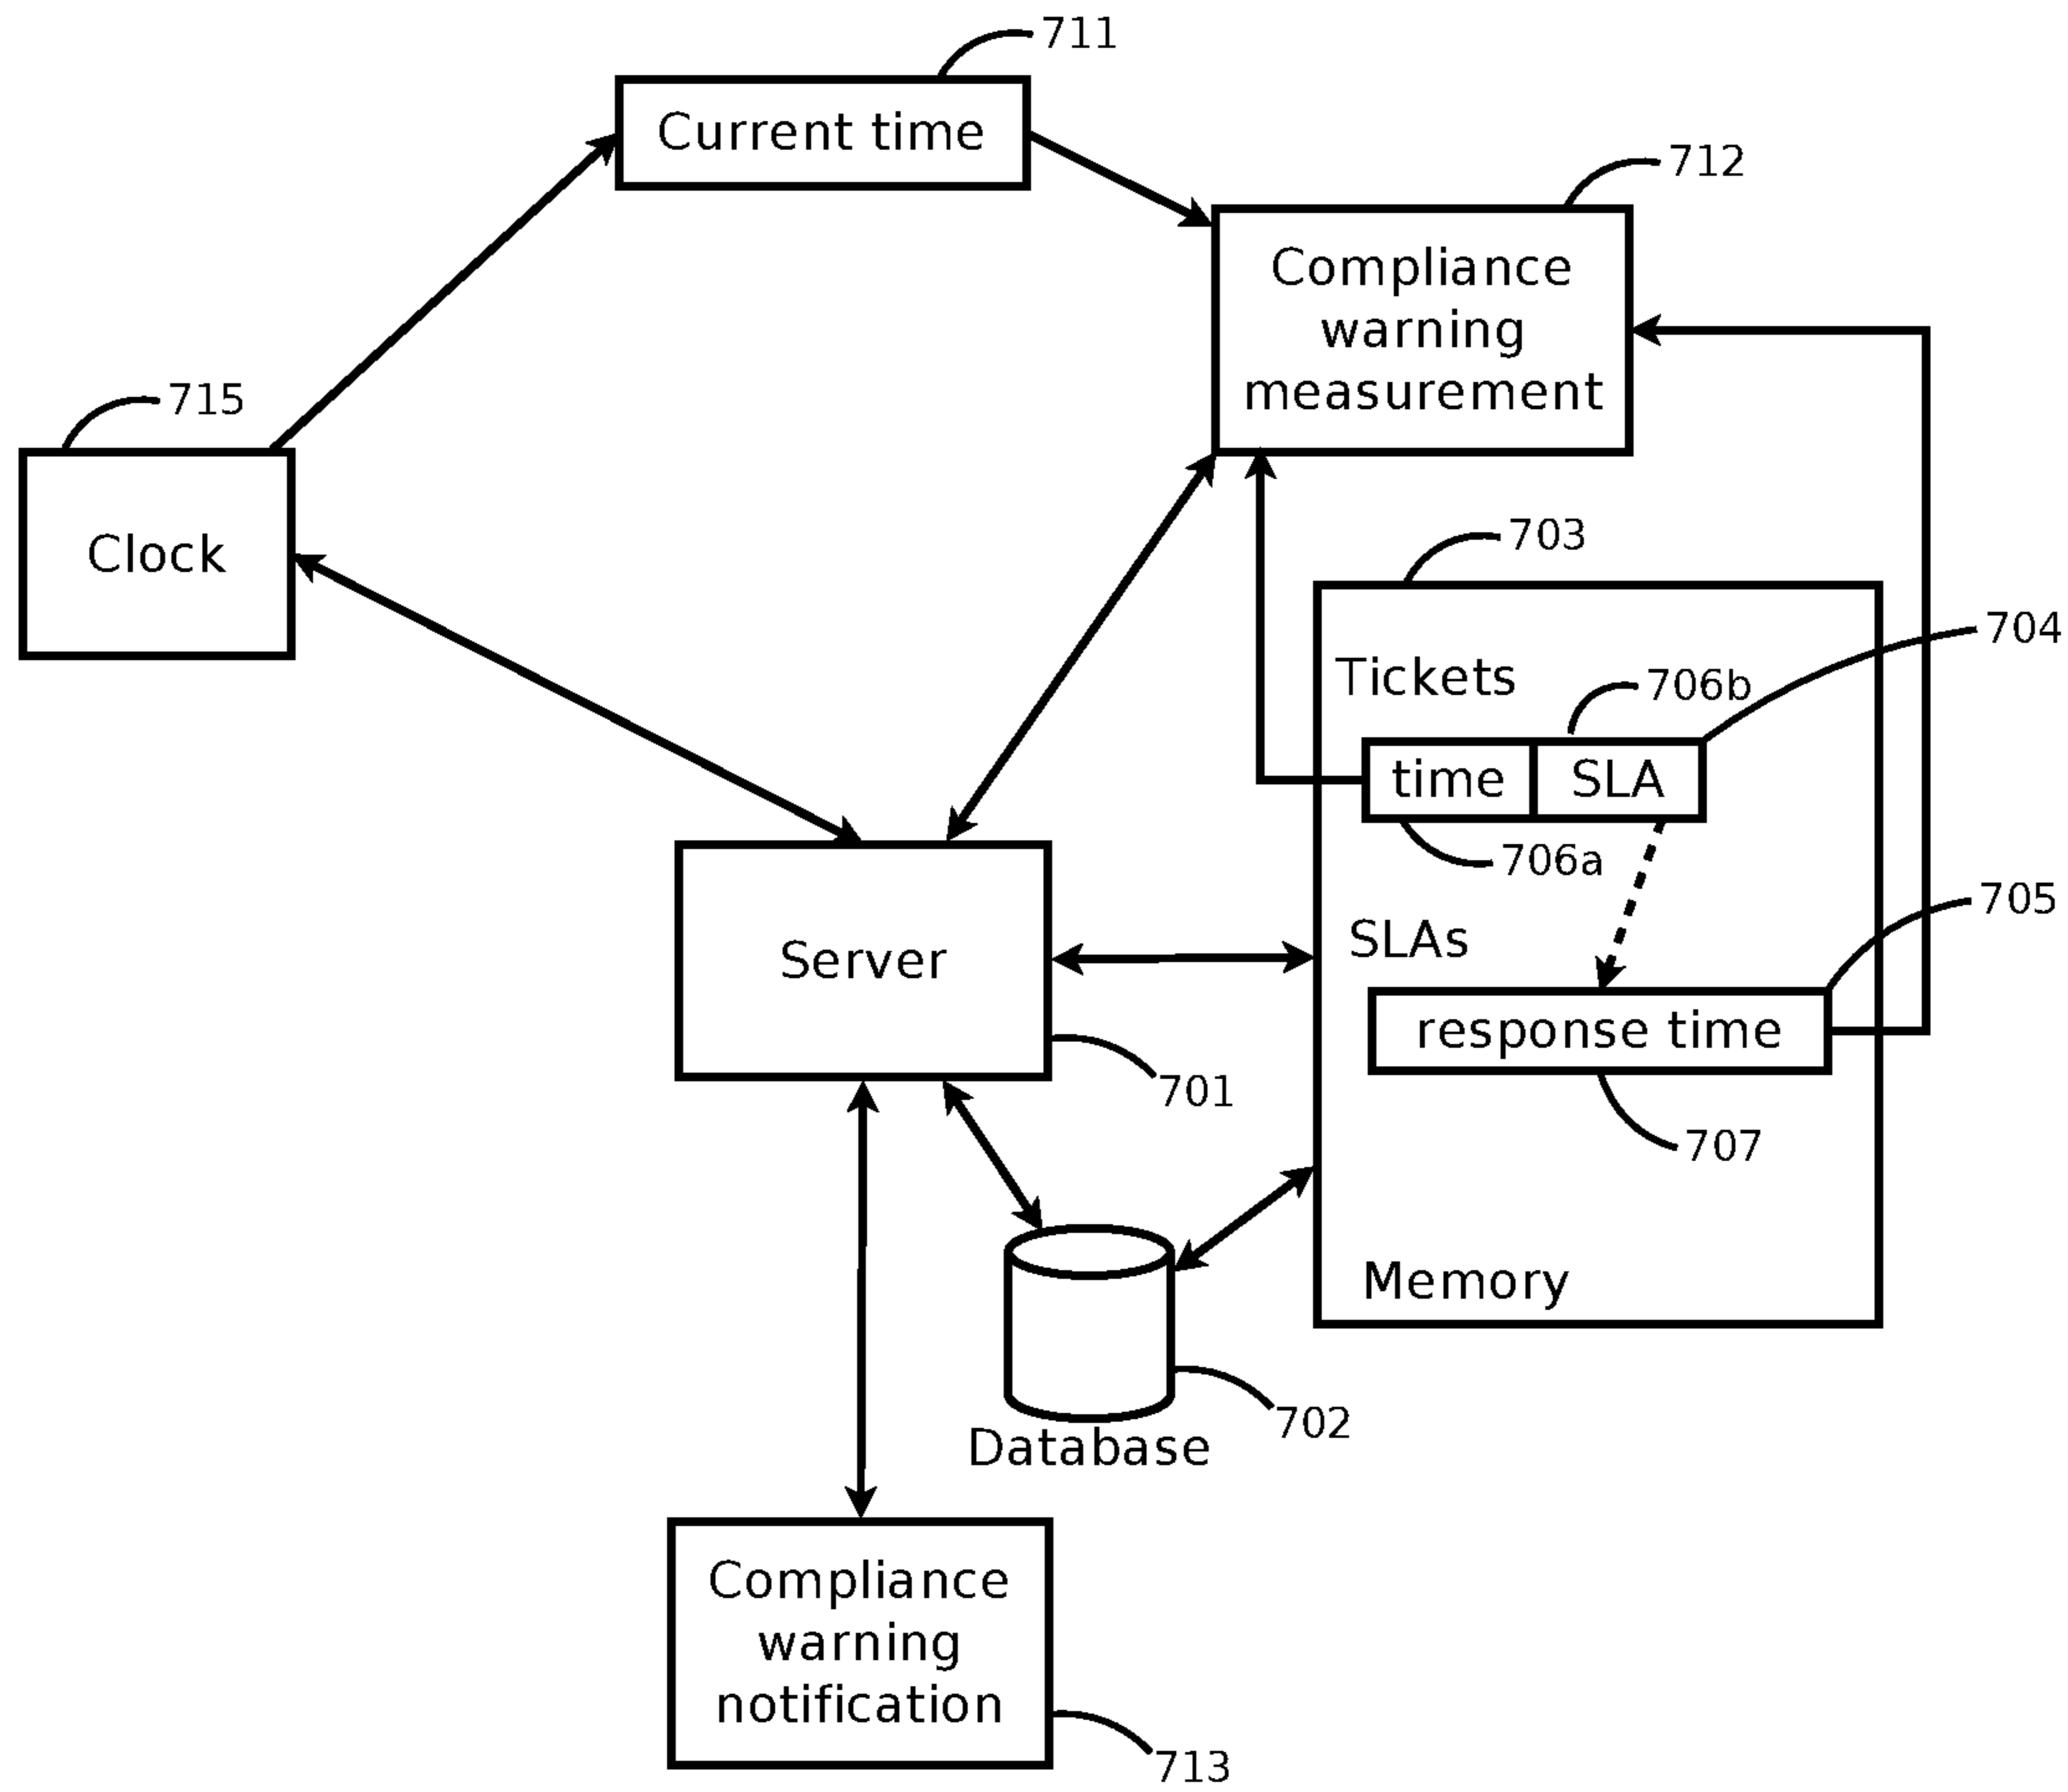 711
Current time
712
Compliance
warning
measurement
715
Clock
703
704
Tickets
706b
time
SLA
706a
705
SLAs
Server
response time
701
707
Memory
702
Database
Compliance
warning
notification
713